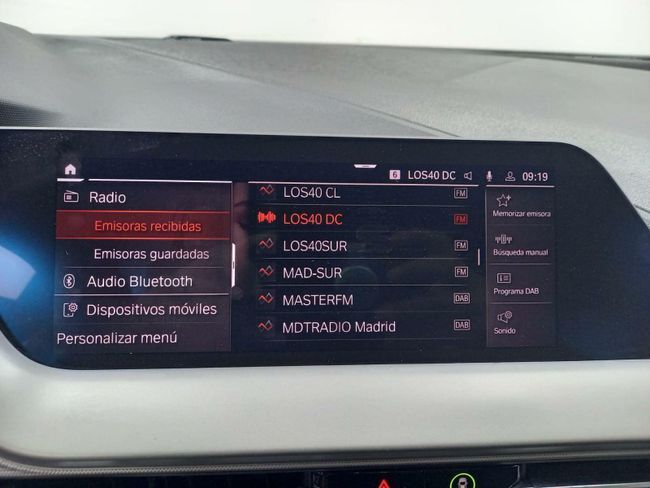 6 LOS40 DC 09:19
Radio
Emisoras recibidas
Emisoras guardadas
Audio Bluetooth
Dispositivos móviles
Personalizar menú
LOS40 CL FM
LOS40 DC FM
LOS40SUR FM
MAD-SUR FM
MASTERFM DAB
MDTRADIO Madrid DAB
Memorizar emisora
Búsqueda manual
Programa DAB
Sonido